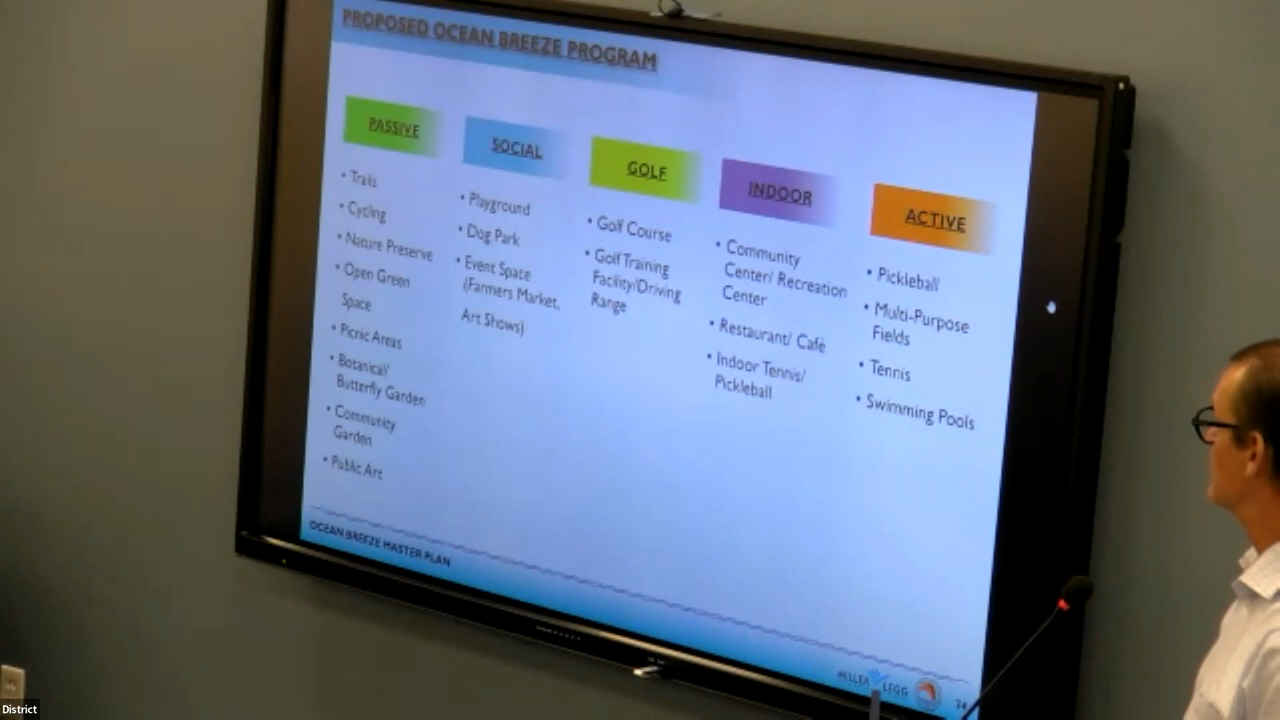 PROPOSED OCEAN BREEZE PROGRAM
PASSIVE
• Trails
• Cycling
• Nature Preserve
• Open Green
Space
• Picnic Areas
• Botanical/
Butterfly Garden
• Community
Garden
• Public Art
SOCIAL
• Playground
• Dog Park
• Event Space
(Farmers Market,
Art Shows)
GOLF
• Golf Course
• Golf Training
Facility/Driving
Range
INDOOR
• Community
Center/ Recreation
Center
• Restaurant/ Café
• Indoor Tennis/
Pickleball
ACTIVE
• Pickleball
• Multi-Purpose
Fields
• Tennis
• Swimming Pools
OCEAN BREEZE MASTER PLAN
MILLER LEGG
District